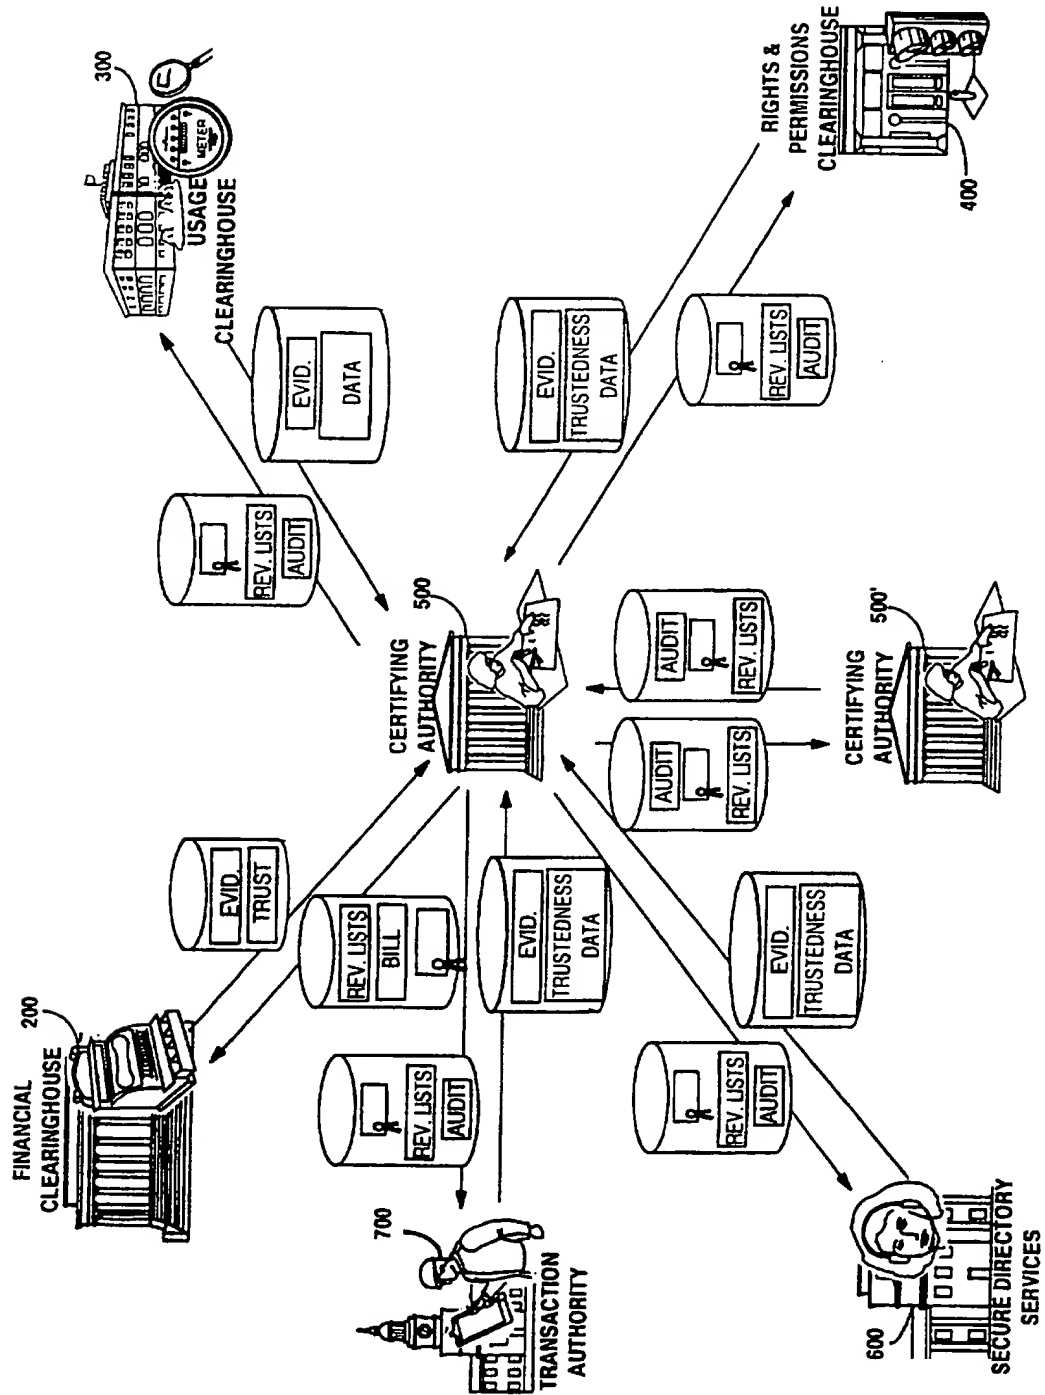 FINANCIAL
CLEARINGHOUSE
200
EVID.
TRUST
REV. LISTS
BILL
TRANSACTION
AUTHORITY
700
REV. LISTS
AUDIT
EVID.
TRUSTEDNESS
DATA
SECURE DIRECTORY
SERVICES
600
REV. LISTS
AUDIT
EVID.
TRUSTEDNESS
DATA
CERTIFYING
AUTHORITY
500
AUDIT
REV. LISTS
AUDIT
REV. LISTS
CERTIFYING
AUTHORITY
500'
REV. LISTS
AUDIT
EVID.
DATA
USAGE
CLEARINGHOUSE
300
METER
EVID.
TRUSTEDNESS
DATA
REV. LISTS
AUDIT
RIGHTS &
PERMISSIONS
CLEARINGHOUSE
400